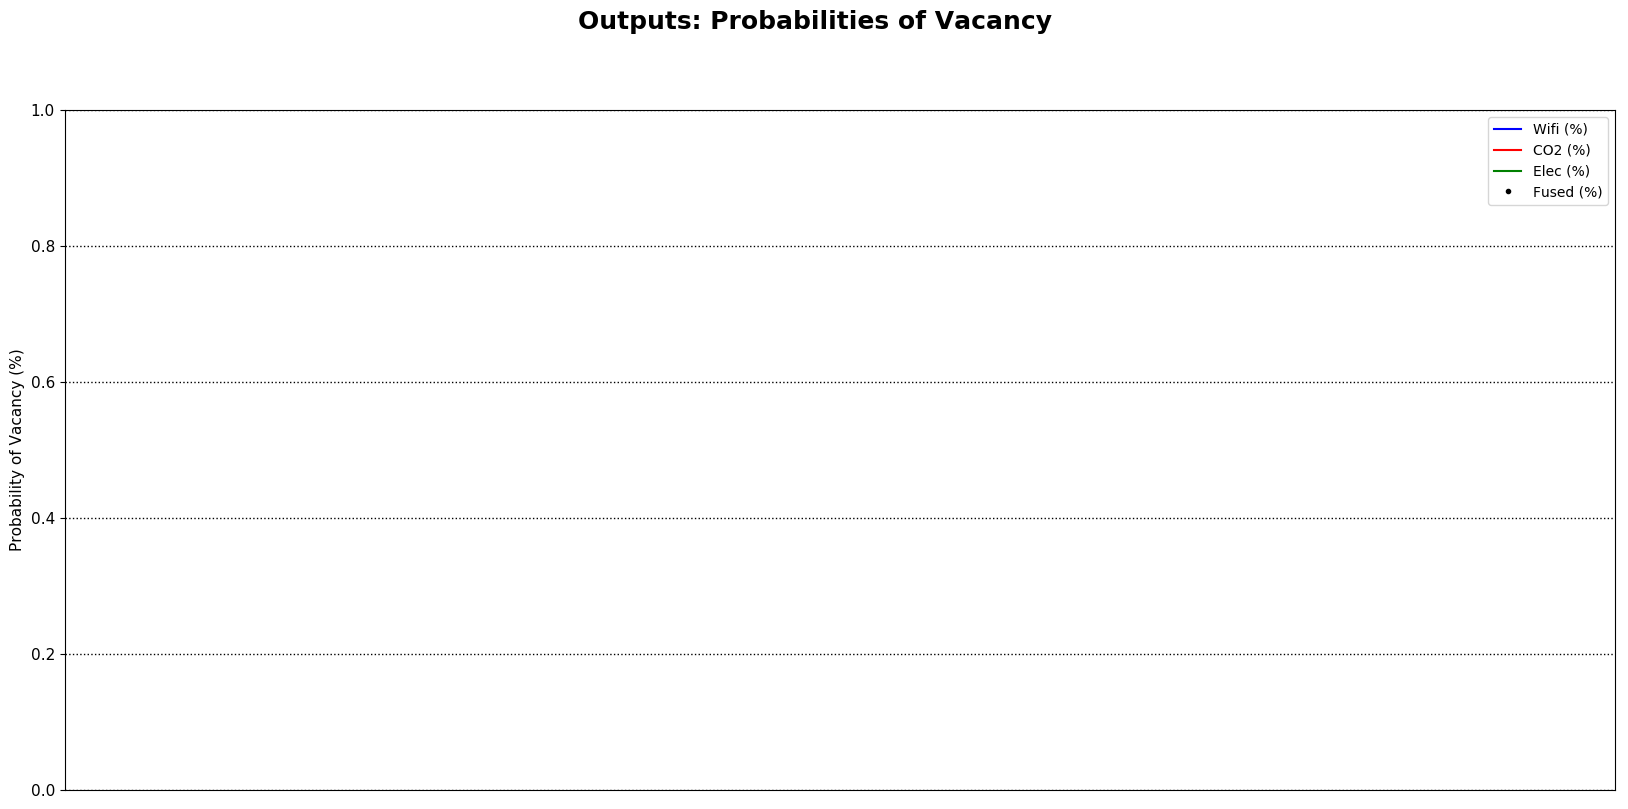 Outputs: Probabilities of Vacancy
1.0
0.8
0.6
0.4
0.2
0.0
Probability of Vacancy (%)
Wifi (%)
CO2 (%)
Elec (%)
Fused (%)